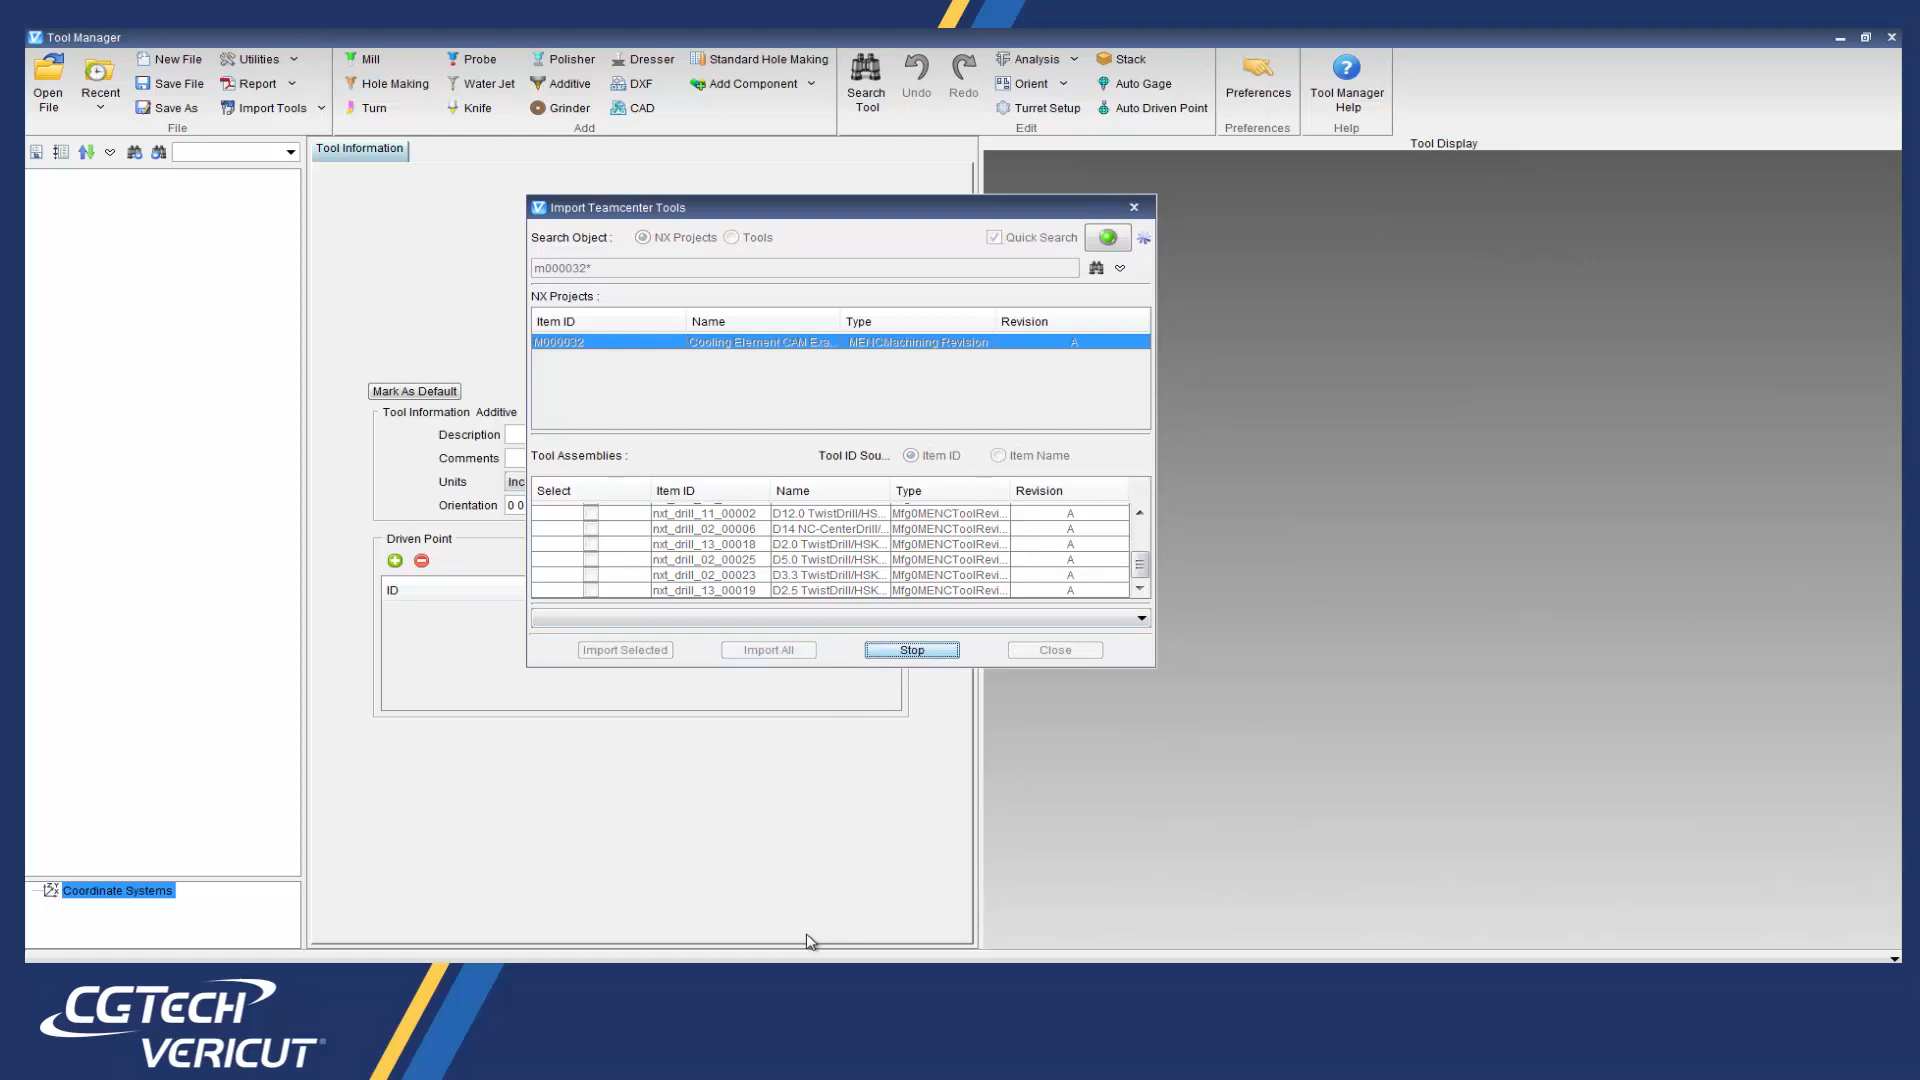 Tool Manager
New File
Utilities
Mill
Probe
Polisher
Dresser
Standard Hole Making
Analysis
Stack
Open
File
Recent
Save File
Report
Hole Making
Water Jet
Additive
DXF
Add Component
Search
Tool
Undo
Redo
Orient
Auto Gage
Preferences
Tool Manager
Help
Save As
Import Tools
Turn
Knife
Grinder
CAD
Turret Setup
Auto Driven Point
File
Add
Edit
Preferences
Help
Tool Information
Tool Display
Import Teamcenter Tools
Search Object :
NX Projects
Tools
Quick Search
m000032*
NX Projects :
Item ID
Name
Type
Revision
M000032
Cooling Element CAM Exa...
MENCMachining Revision
A
Mark As Default
Tool Information Additive
Description
Comments
Units
Inc
Orientation
0 0
Tool Assemblies :
Tool ID Sou...
Item ID
Item Name
Select
Item ID
Name
Type
Revision
nxt_drill_11_00002 D12.0 TwistDrill/HS... Mfg0MENCToolRevi... A
nxt_drill_02_00006 D14 NC-CenterDrill/... Mfg0MENCToolRevi... A
nxt_drill_13_00018 D2.0 TwistDrill/HSK... Mfg0MENCToolRevi... A
nxt_drill_02_00025 D5.0 TwistDrill/HSK... Mfg0MENCToolRevi... A
nxt_drill_02_00023 D3.3 TwistDrill/HSK... Mfg0MENCToolRevi... A
nxt_drill_13_00019 D2.5 TwistDrill/HSK... Mfg0MENCToolRevi... A
Driven Point
ID
Import Selected
Import All
Stop
Close
Coordinate Systems
CGTECH
VERICUT®